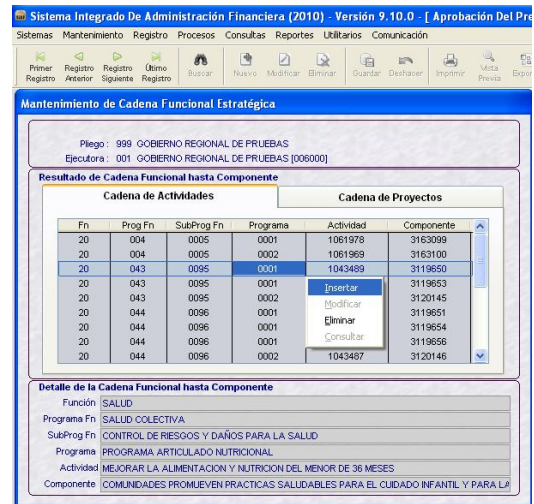 Sistema Integrado De Administración Financiera (2010) - Versión 9.10.0 - [ Aprobación Del Pre
Sistemas Mantenimiento Registro Procesos Consultas Reportes Utilitarios Comunicación
Primer Registro Registro Anterior Registro Siguiente Último Registro Buscar Nuevo Modificar Eliminar Guardar Deshacer Imprimir Vista Previa Expor
Mantenimiento de Cadena Funcional Estratégica
Pliego : 999 GOBIERNO REGIONAL DE PRUEBAS
Ejecutora : 001 GOBIERNO REGIONAL DE PRUEBAS [006000]
Resultado de Cadena Funcional hasta Componente
Cadena de Actividades Cadena de Proyectos
Fn Prog Fn SubProg Fn Programa Actividad Componente
20 004 0005 0001 1061978 3163099
20 004 0005 0002 1061969 3163100
20 043 0095 0001 1043489 3119650
20 043 0095 0001 3119653
20 043 0095 0002 3120145
20 044 0096 0001 3119651
20 044 0096 0001 3119654
20 044 0096 0001 3119656
20 044 0096 0002 1043487 3120146
Insertar
Modificar
Eliminar
Consultar
Detalle de la Cadena Funcional hasta Componente
Función SALUD
Programa Fn SALUD COLECTIVA
SubProg Fn CONTROL DE RIESGOS Y DAÑOS PARA LA SALUD
Programa PROGRAMA ARTICULADO NUTRICIONAL
Actividad MEJORAR LA ALIMENTACION Y NUTRICION DEL MENOR DE 36 MESES
Componente COMUNIDADES PROMUEVEN PRACTICAS SALUDABLES PARA EL CUIDADO INFANTIL Y PARA LA